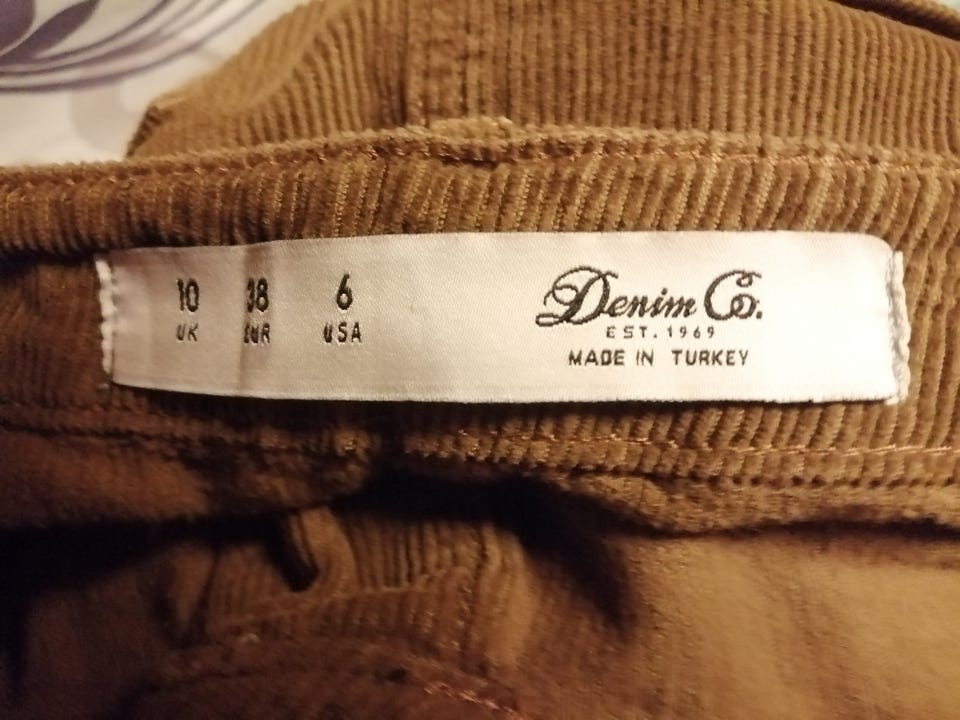 10 38 6
UK EUR USA
Denim Co.
EST. 1969
MADE IN TURKEY